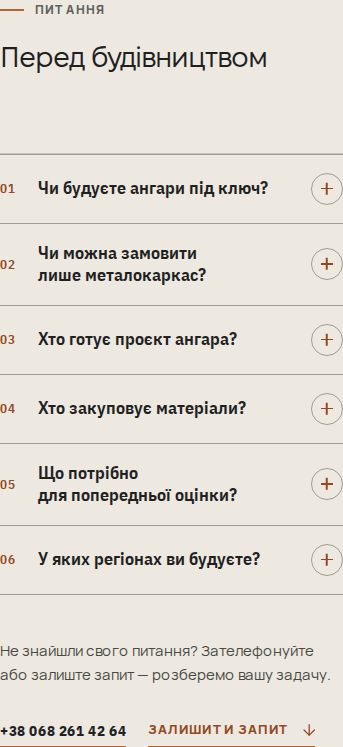 ПИТАННЯ
Перед будівництвом
01 Чи будуєте ангари під ключ?
02 Чи можна замовити
лише металокаркас?
03 Хто готує проєкт ангара?
04 Хто закуповує матеріали?
05 Що потрібно
для попередньої оцінки?
06 У яких регіонах ви будуєте?
Не знайшли свого питання? Зателефонуйте
або залиште запит — розберемо вашу задачу.
+38 068 261 42 64 ЗАЛИШИТИ ЗАПИТ ↓